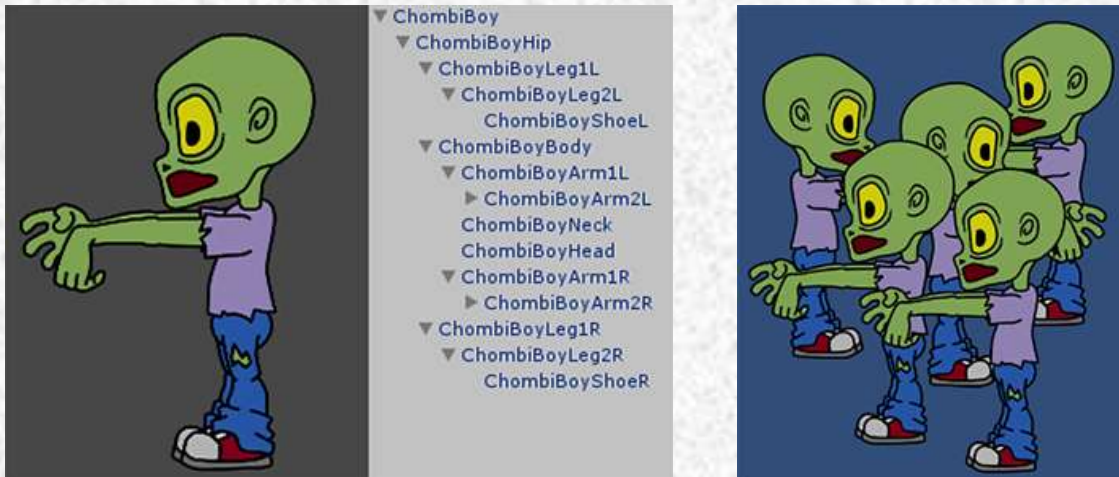 ChombiBoy
ChombiBoyHip
ChombiBoyLeg1L
ChombiBoyLeg2L
ChombiBoyShoeL
ChombiBoyBody
ChombiBoyArm1L
ChombiBoyArm2L
ChombiBoyNeck
ChombiBoyHead
ChombiBoyArm1R
ChombiBoyArm2R
ChombiBoyLeg1R
ChombiBoyLeg2R
ChombiBoyShoeR